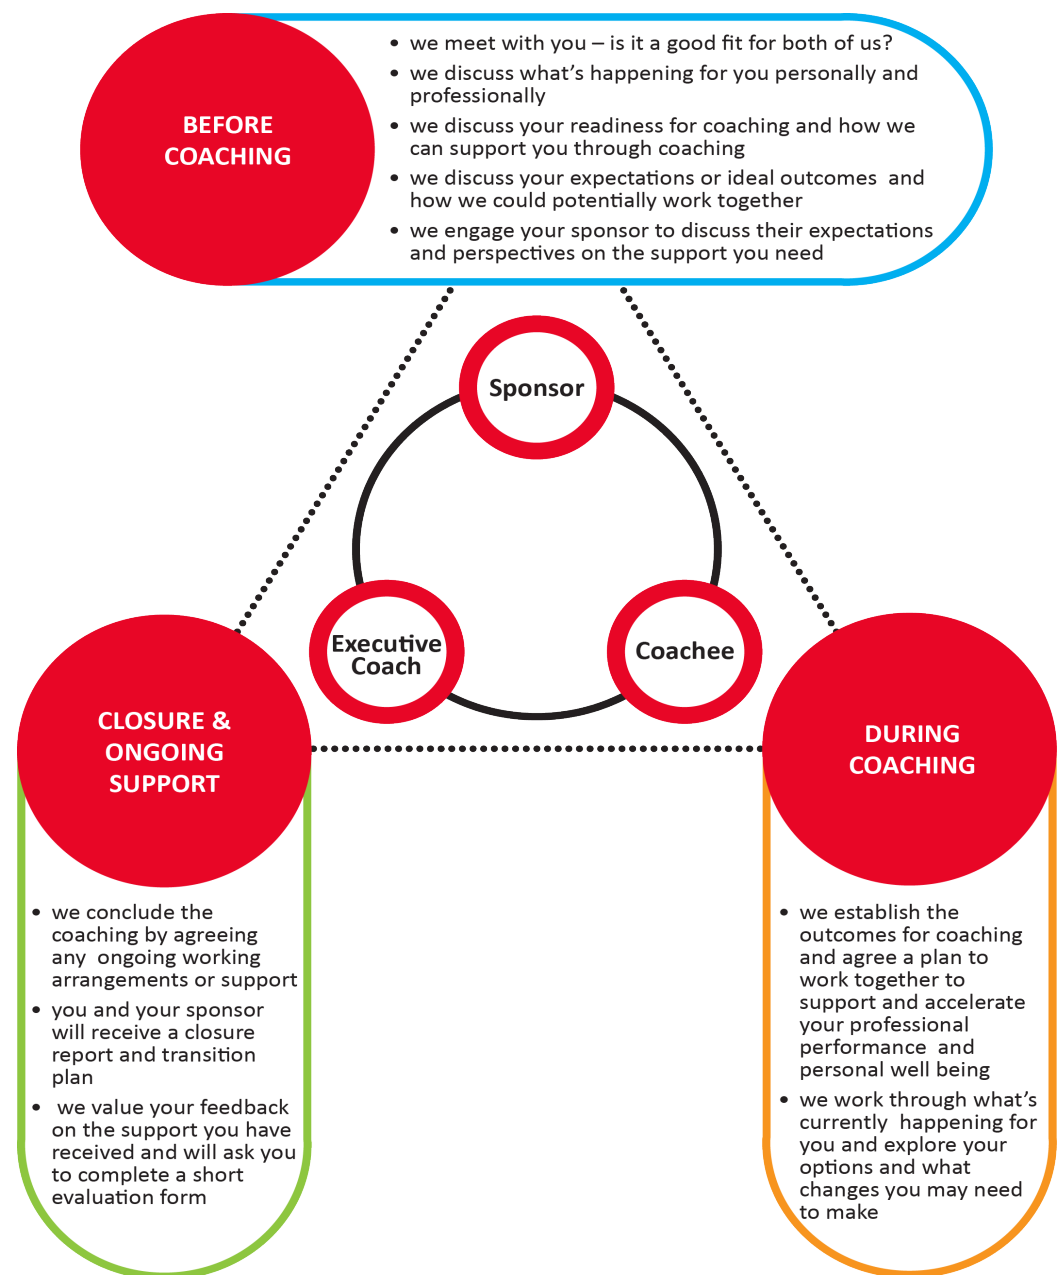 BEFORE
COACHING
• we meet with you – is it a good fit for both of us?
• we discuss what's happening for you personally and
professionally
• we discuss your readiness for coaching and how we
can support you through coaching
• we discuss your expectations or ideal outcomes  and
how we could potentially work together
• we engage your sponsor to discuss their expectations
and perspectives on the support you need
Sponsor
Executive
Coach
Coachee
CLOSURE &
ONGOING
SUPPORT
• we conclude the
coaching by agreeing
any  ongoing working
arrangements or support
• you and your sponsor
will receive a closure
report and transition
plan
•  we value your feedback
on the support you have
received and will ask you
to complete a short
evaluation form
DURING
COACHING
• we establish the
outcomes for coaching
and agree a plan to
work together to
support and accelerate
your professional
performance  and
personal well being
• we work through what's
currently  happening for
you and explore your
options and what
changes you may need
to make